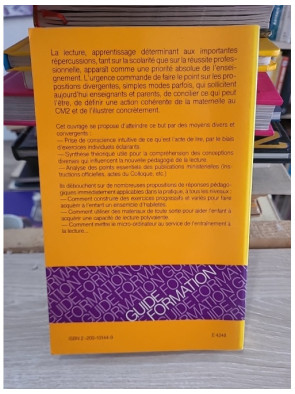 La lecture, apprentissage déterminant aux importantes
répercussions, tant sur la scolarité que sur la réussite profes-
sionnelle, apparaît comme une priorité absolue de l'ensei-
gnement. L'urgence commande de faire le point sur les pro-
positions divergentes, simples modes parfois, qui sollicitent
aujourd'hui enseignants et parents, de concilier ce qui peut
l'être, de définir une action cohérente de la maternelle au
CM2 et de l'illustrer concrètement.
Cet ouvrage se propose d'atteindre ce but par des moyens divers et
convergents :
— Prise de conscience intuitive de ce qu'est l'acte de lire, par le biais
d'exercices individuels éclairants.
— Synthèse théorique utile pour la compréhension des conceptions
diverses qui influencent la nouvelle pédagogie de la lecture.
— Analyse des points essentiels des publications ministérielles (ins-
tructions officielles, actes du Colloque, etc.)
Ils débouchent sur de nombreuses propositions de réponses pédago-
giques immédiatement applicables dans la pratique, à tous les niveaux :
— Comment construire des exercices progressifs et variés pour faire
acquérir à l'enfant un ensemble d'habiletés.
— Comment utiliser des matériaux de toute sorte pour aider l'enfant à
acquérir une capacité de lecture polyvalente.
— Comment mettre le micro-ordinateur au service de l'entraînement à
la lecture...
GUIDE
FORMATION